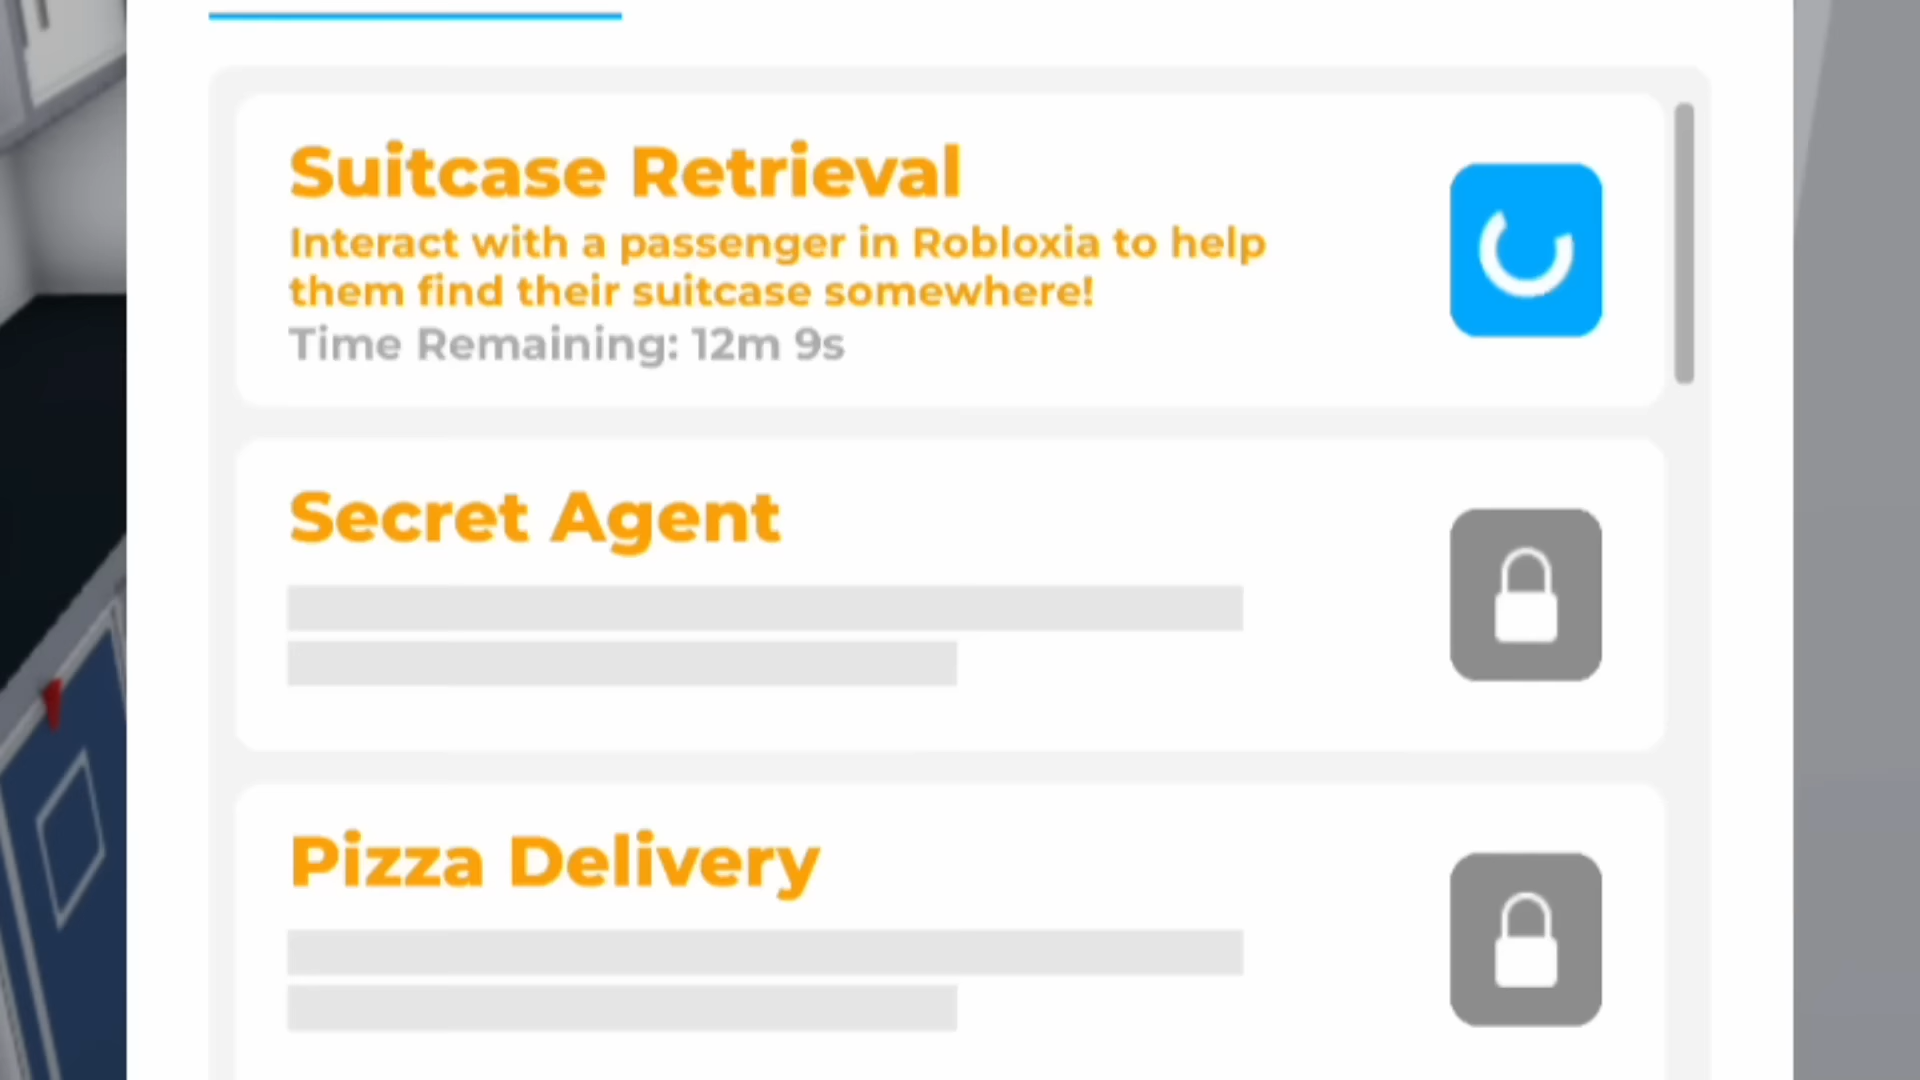 Suitcase Retrieval
Interact with a passenger in Robloxia to help
them find their suitcase somewhere!
Time Remaining: 12m 9s
Secret Agent
Pizza Delivery